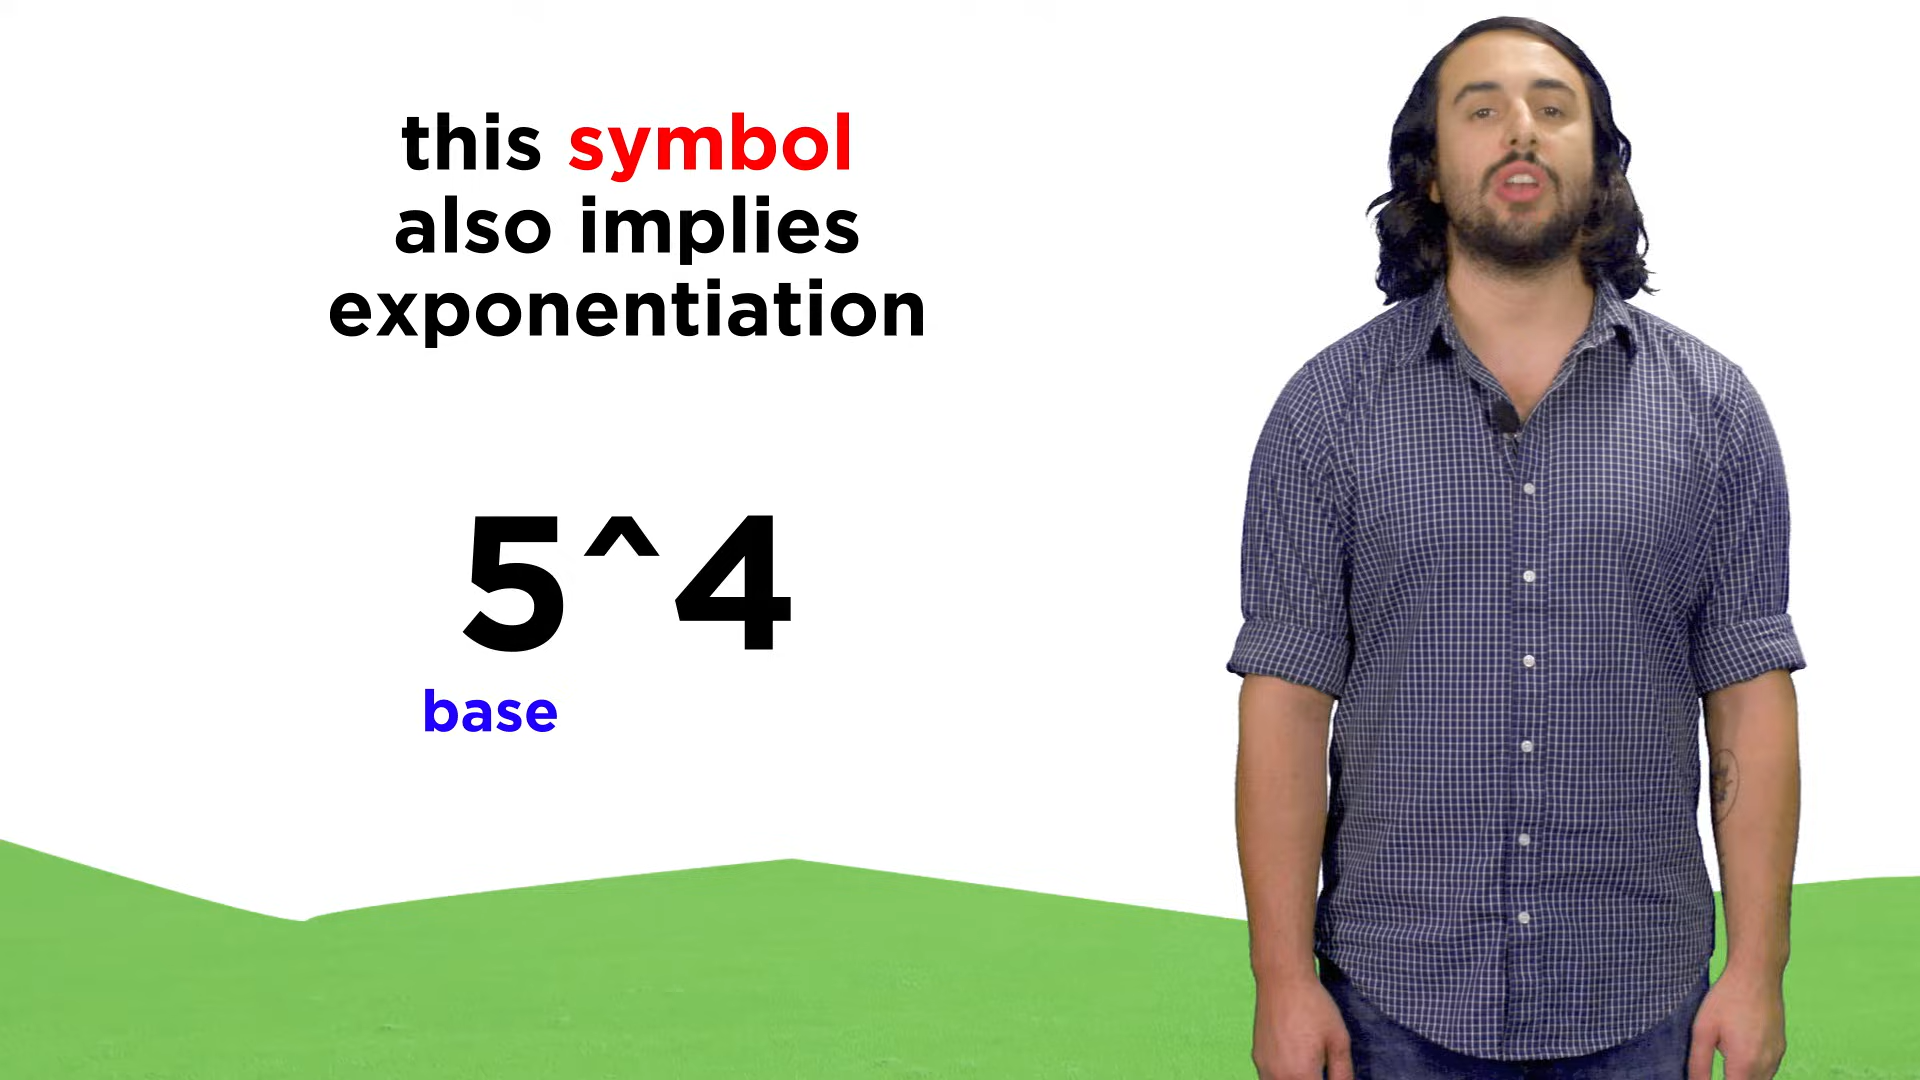 this symbol
also implies
exponentiation
5^4
base